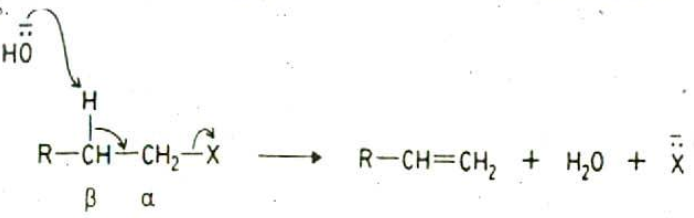 HÖ⁻
H
R—CH—CH₂—X ⟶ R—CH=CH₂ + H₂O + Ẍ⁻
β α